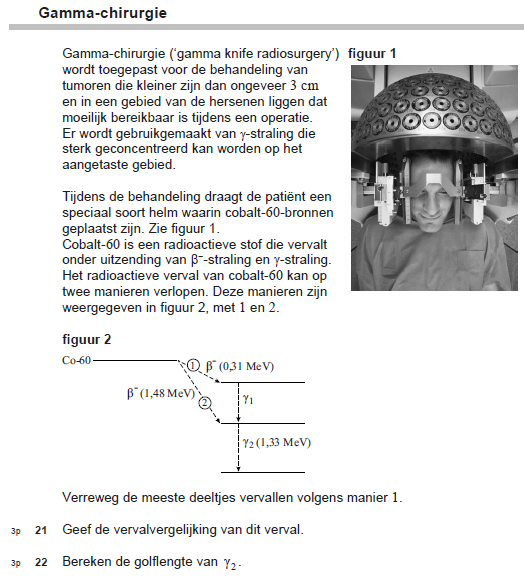 Gamma-chirurgie
Gamma-chirurgie (‘gamma knife radiosurgery’)
wordt toegepast voor de behandeling van
tumoren die kleiner zijn dan ongeveer 3 cm
en in een gebied van de hersenen liggen dat
moeilijk bereikbaar is tijdens een operatie.
Er wordt gebruikgemaakt van γ-straling die
sterk geconcentreerd kan worden op het
aangetaste gebied.
figuur 1
Tijdens de behandeling draagt de patiënt een
speciaal soort helm waarin cobalt-60-bronnen
geplaatst zijn. Zie figuur 1.
Cobalt-60 is een radioactieve stof die vervalt
onder uitzending van β⁻-straling en γ-straling.
Het radioactieve verval van cobalt-60 kan op
twee manieren verlopen. Deze manieren zijn
weergegeven in figuur 2, met 1 en 2.
figuur 2
Co-60
① β⁻ (0,31 MeV)
β⁻ (1,48 MeV)
②
γ₁
γ₂ (1,33 MeV)
Verreweg de meeste deeltjes vervallen volgens manier 1.
3p 21 Geef de vervalvergelijking van dit verval.
3p 22 Bereken de golflengte van γ₂.